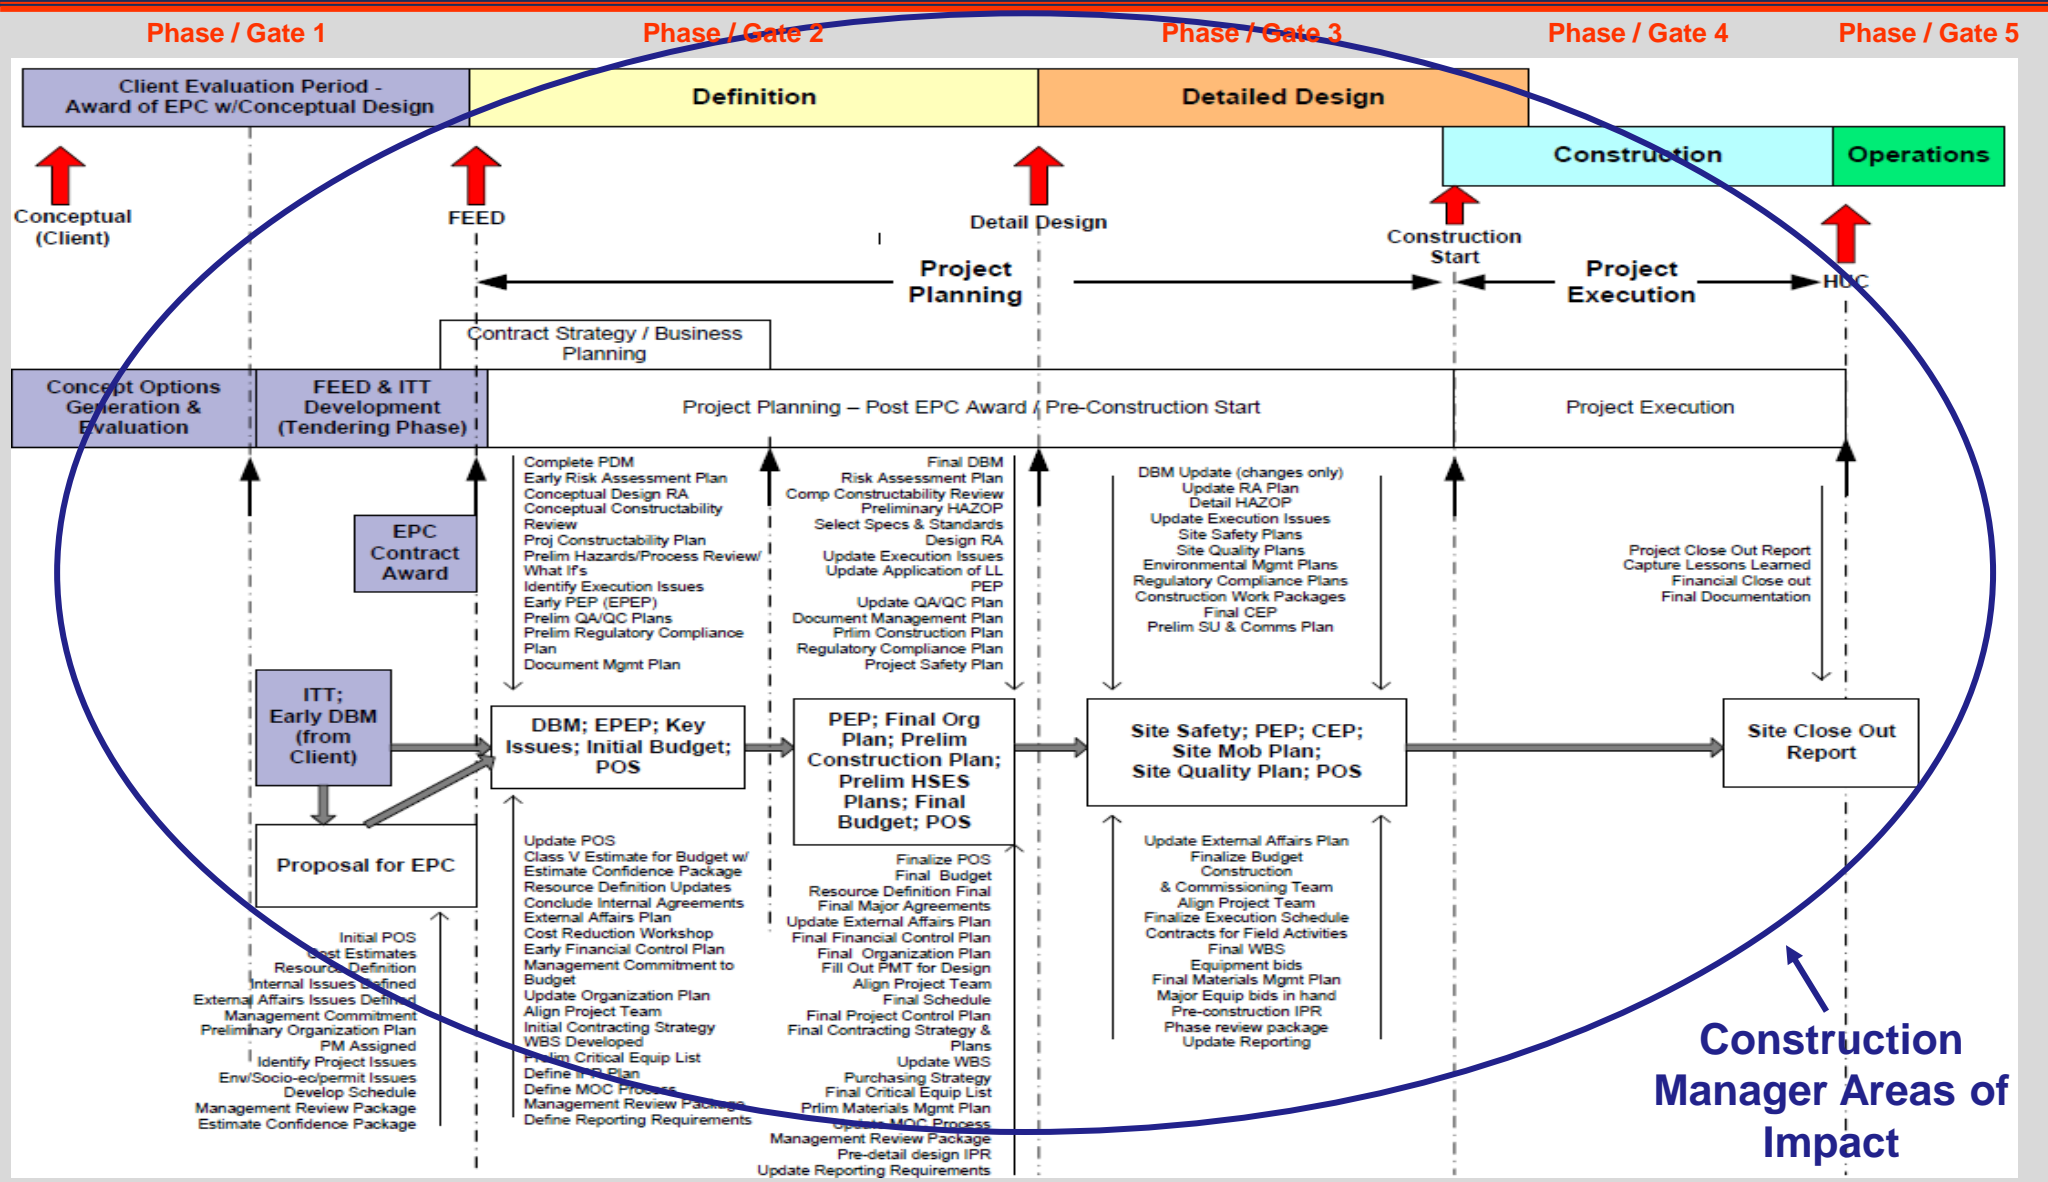 Phase / Gate 1
Phase / Gate 2
Phase / Gate 3
Phase / Gate 4
Phase / Gate 5
Client Evaluation Period -
Award of EPC w/Conceptual Design
Definition
Detailed Design
Construction
Operations
Conceptual
(Client)
FEED
Detail Design
Construction
Start
HUC
Project
Planning
Project
Execution
Contract Strategy / Business
Planning
Concept Options
Generation &
Evaluation
FEED & ITT
Development
(Tendering Phase)
Project Planning – Post EPC Award / Pre-Construction Start
Project Execution
EPC
Contract
Award
Complete PDM
Early Risk Assessment Plan
Conceptual Design RA
Conceptual Constructability
Review
Proj Constructability Plan
Prelim Hazards/Process Review/
What If's
Identify Execution Issues
Early PEP (EPEP)
Prelim QA/QC Plans
Prelim Regulatory Compliance
Plan
Document Mgmt Plan
Final DBM
Risk Assessment Plan
Comp Constructability Review
Preliminary HAZOP
Select Specs & Standards
Design RA
Update Execution Issues
Update Application of LL
PEP
Update QA/QC Plan
Document Management Plan
Prlim Construction Plan
Regulatory Compliance Plan
Project Safety Plan
DBM Update (changes only)
Update RA Plan
Detail HAZOP
Update Execution Issues
Site Safety Plans
Site Quality Plans
Environmental Mgmt Plans
Regulatory Compliance Plans
Construction Work Packages
Final CEP
Prelim SU & Comms Plan
Project Close Out Report
Capture Lessons Learned
Financial Close out
Final Documentation
ITT;
Early DBM
(from
Client)
DBM; EPEP; Key
Issues; Initial Budget;
POS
PEP; Final Org
Plan; Prelim
Construction Plan;
Prelim HSES
Plans; Final
Budget; POS
Site Safety; PEP; CEP;
Site Mob Plan;
Site Quality Plan; POS
Site Close Out
Report
Proposal for EPC
Initial POS
Cost Estimates
Resource Definition
Internal Issues Defined
External Affairs Issues Defined
Management Commitment
Preliminary Organization Plan
PM Assigned
Identify Project Issues
Env/Socio-ec/permit Issues
Develop Schedule
Management Review Package
Estimate Confidence Package
Update POS
Class V Estimate for Budget w/
Estimate Confidence Package
Resource Definition Updates
Conclude Internal Agreements
External Affairs Plan
Cost Reduction Workshop
Early Financial Control Plan
Management Commitment to
Budget
Update Organization Plan
Align Project Team
Initial Contracting Strategy
WBS Developed
Prelim Critical Equip List
Define IPR Plan
Define MOC Process
Management Review Package
Define Reporting Requirements
Finalize POS
Final Budget
Resource Definition Final
Final Major Agreements
Update External Affairs Plan
Final Financial Control Plan
Final Organization Plan
Fill Out PMT for Design
Align Project Team
Final Schedule
Final Project Control Plan
Final Contracting Strategy &
Plans
Update WBS
Purchasing Strategy
Final Critical Equip List
Prlim Materials Mgmt Plan
Update MOC Process
Management Review Package
Pre-detail design IPR
Update Reporting Requirements
Update External Affairs Plan
Finalize Budget
Construction
& Commissioning Team
Align Project Team
Finalize Execution Schedule
Contracts for Field Activities
Final WBS
Equipment bids
Final Materials Mgmt Plan
Major Equip bids in hand
Pre-construction IPR
Phase review package
Update Reporting
Construction
Manager Areas of
Impact